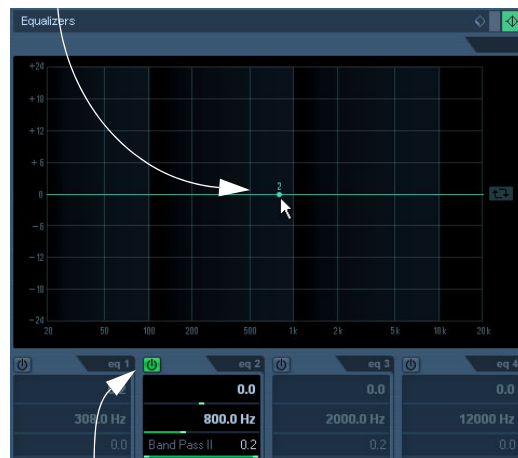 Equalizers
+24
+18
+12
+6
2
0
-6
-12
-18
-24
20 50 100 200 500 1k 2k 5k 10k 20k
eq 1 eq 2 eq 3 eq 4
0.0 0.0 0.0
308.0 Hz 800.0 Hz 2000.0 Hz 12000 Hz
0.0 Band Pass II 0.2 0.2 0.0